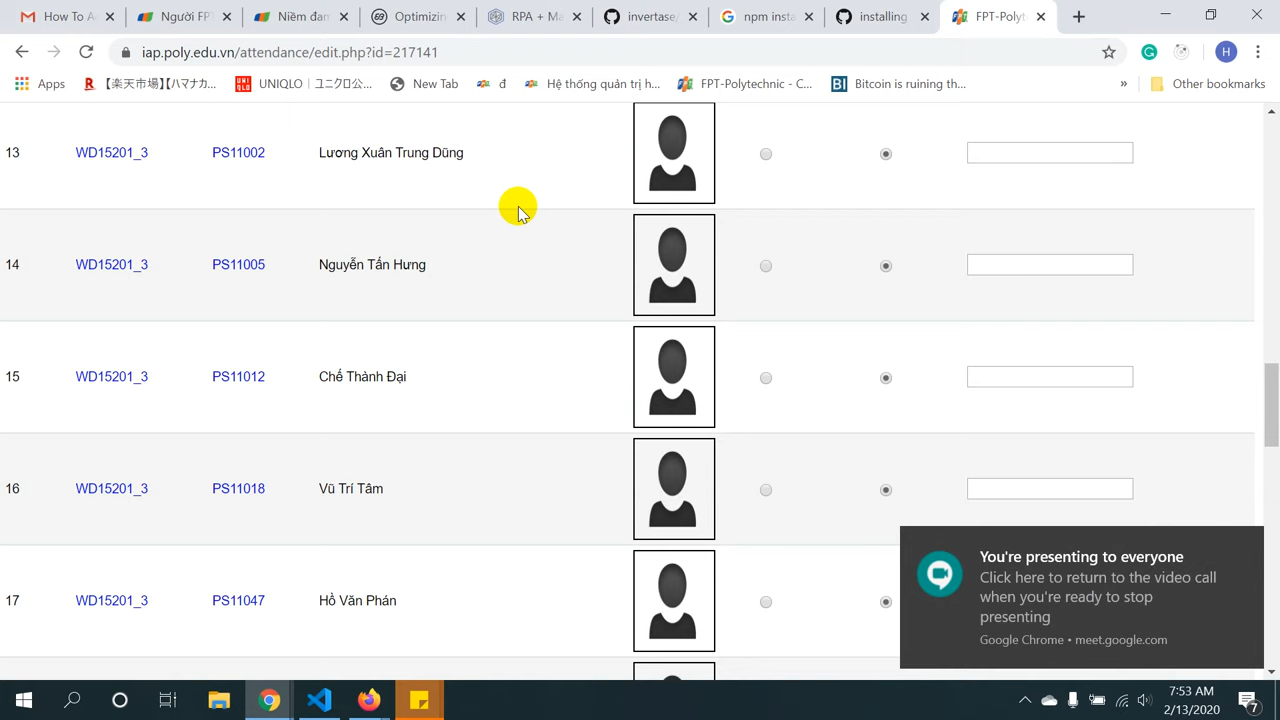 How To A
Người FP
Niềm đam
Optimizin
RPA + Ma
invertase/
npm insta
installing
FPT-Polyt
iap.poly.edu.vn/attendance/edit.php?id=217141
H
Apps
【楽天市場】【ハマナカ...
UNIQLO | ユニクロ公...
New Tab
đ
Hệ thống quản trị h...
FPT-Polytechnic - C...
BI
Bitcoin is ruining th...
»
Other bookmarks
13 WD15201_3 PS11002 Lương Xuân Trung Dũng
14 WD15201_3 PS11005 Nguyễn Tấn Hưng
15 WD15201_3 PS11012 Chế Thành Đại
16 WD15201_3 PS11018 Vũ Trí Tâm
17 WD15201_3 PS11047 Hồ Văn Phán
You're presenting to everyone
Click here to return to the video call
when you're ready to stop
presenting
Google Chrome • meet.google.com
7:53 AM
2/13/2020
7